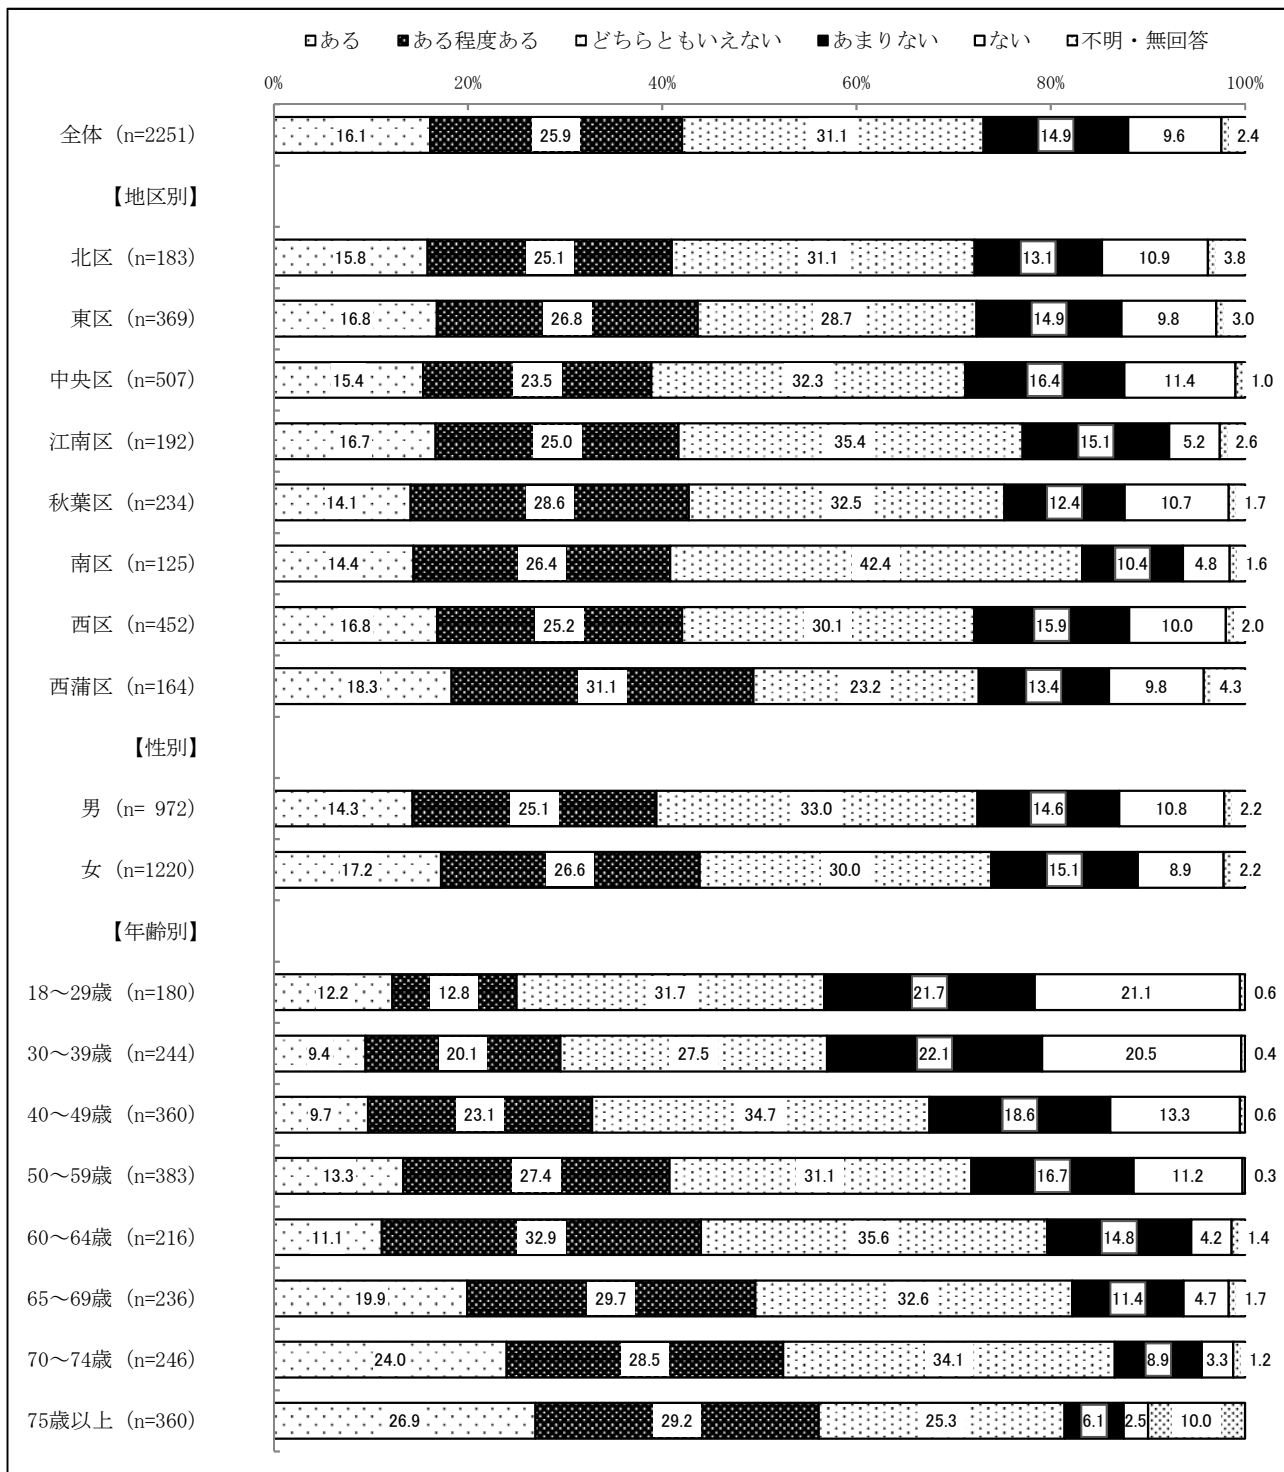 ある ある程度ある どちらともいえない あまりない ない 不明・無回答
0% 20% 40% 60% 80% 100%
全体 (n=2251) 16.1 25.9 31.1 14.9 9.6 2.4
【地区別】
北区 (n=183) 15.8 25.1 31.1 13.1 10.9 3.8
東区 (n=369) 16.8 26.8 28.7 14.9 9.8 3.0
中央区 (n=507) 15.4 23.5 32.3 16.4 11.4 1.0
江南区 (n=192) 16.7 25.0 35.4 15.1 5.2 2.6
秋葉区 (n=234) 14.1 28.6 32.5 12.4 10.7 1.7
南区 (n=125) 14.4 26.4 42.4 10.4 4.8 1.6
西区 (n=452) 16.8 25.2 30.1 15.9 10.0 2.0
西蒲区 (n=164) 18.3 31.1 23.2 13.4 9.8 4.3
【性別】
男 (n= 972) 14.3 25.1 33.0 14.6 10.8 2.2
女 (n=1220) 17.2 26.6 30.0 15.1 8.9 2.2
【年齢別】
18～29歳 (n=180) 12.2 12.8 31.7 21.7 21.1 0.6
30～39歳 (n=244) 9.4 20.1 27.5 22.1 20.5 0.4
40～49歳 (n=360) 9.7 23.1 34.7 18.6 13.3 0.6
50～59歳 (n=383) 13.3 27.4 31.1 16.7 11.2 0.3
60～64歳 (n=216) 11.1 32.9 35.6 14.8 4.2 1.4
65～69歳 (n=236) 19.9 29.7 32.6 11.4 4.7 1.7
70～74歳 (n=246) 24.0 28.5 34.1 8.9 3.3 1.2
75歳以上 (n=360) 26.9 29.2 25.3 6.1 2.5 10.0